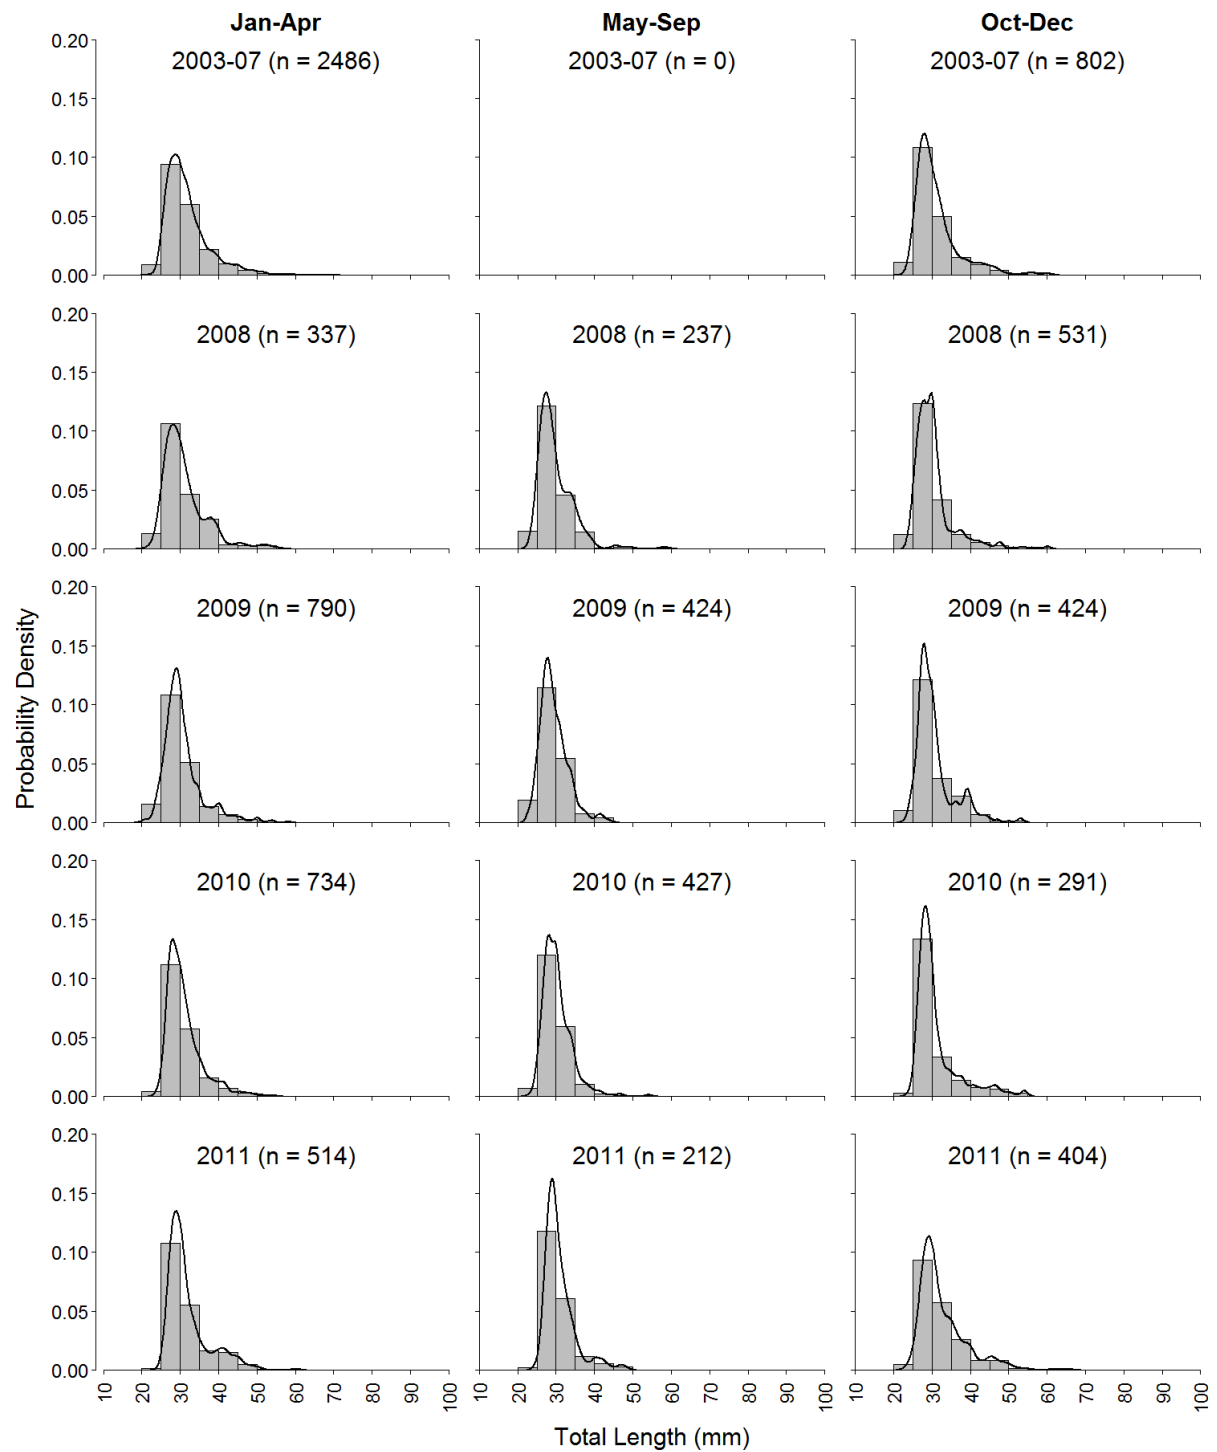 Jan-Apr May-Sep Oct-Dec
2003-07 (n = 2486) 2003-07 (n = 0) 2003-07 (n = 802)
0.20
0.15
0.10
0.05
0.00
2008 (n = 337) 2008 (n = 237) 2008 (n = 531)
0.20
0.15
0.10
0.05
0.00
2009 (n = 790) 2009 (n = 424) 2009 (n = 424)
0.20
0.15
0.10
0.05
0.00
Probability Density
2010 (n = 734) 2010 (n = 427) 2010 (n = 291)
0.20
0.15
0.10
0.05
0.00
2011 (n = 514) 2011 (n = 212) 2011 (n = 404)
0.20
0.15
0.10
0.05
0.00
10 20 30 40 50 60 70 80 90 100 10 20 30 40 50 60 70 80 90 100 10 20 30 40 50 60 70 80 90 100
Total Length (mm)